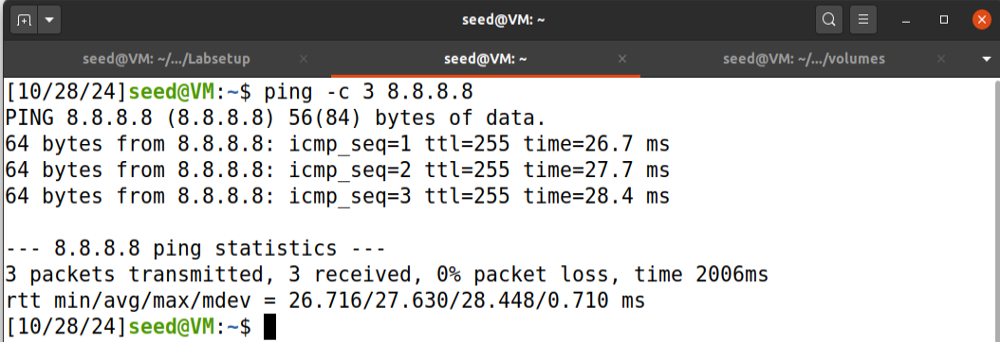 seed@VM: ~
seed@VM: ~/.../Labsetup
seed@VM: ~
seed@VM: ~/.../volumes
[10/28/24]seed@VM:~$ ping -c 3 8.8.8.8
PING 8.8.8.8 (8.8.8.8) 56(84) bytes of data.
64 bytes from 8.8.8.8: icmp_seq=1 ttl=255 time=26.7 ms
64 bytes from 8.8.8.8: icmp_seq=2 ttl=255 time=27.7 ms
64 bytes from 8.8.8.8: icmp_seq=3 ttl=255 time=28.4 ms

--- 8.8.8.8 ping statistics ---
3 packets transmitted, 3 received, 0% packet loss, time 2006ms
rtt min/avg/max/mdev = 26.716/27.630/28.448/0.710 ms
[10/28/24]seed@VM:~$